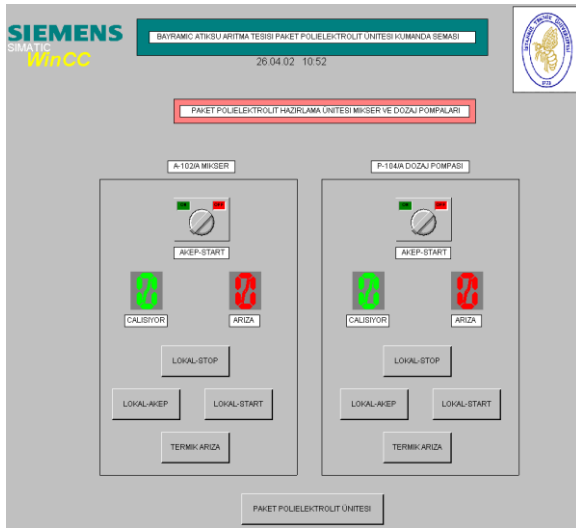 SIEMENS
SIMATIC
WinCC
BAYRAMIC ATIKSU ARITMA TESISI PAKET POLIELEKTROLIT ÜNITESI KUMANDA SEMASI
26.04.02 10:52
PAKET POLIELEKTROLIT HAZIRLAMA ÜNITESI MIKSER VE DOZAJ POMPALARI
A-102/A MIKSER
P-104/A DOZAJ POMPASI
AKEP-START
AKEP-START
CALISIYOR
ARIZA
CALISIYOR
ARIZA
LOKAL-STOP
LOKAL-STOP
LOKAL-AKEP
LOKAL-START
LOKAL-AKEP
LOKAL-START
TERMIK ARIZA
TERMIK ARIZA
PAKET POLIELEKTROLIT ÜNITESI